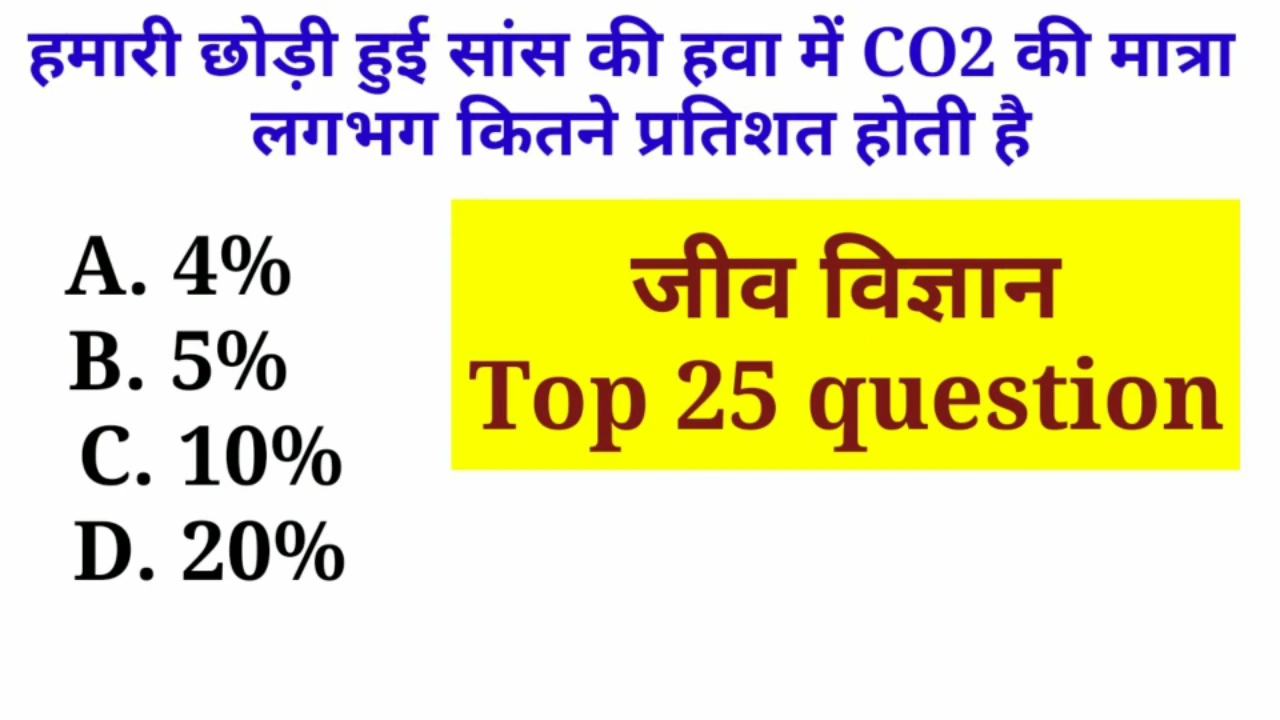 हमारी छोड़ी हुई सांस की हवा में CO2 की मात्रा
लगभग कितने प्रतिशत होती है
A. 4%
B. 5%
C. 10%
D. 20%
जीव विज्ञान
Top 25 question